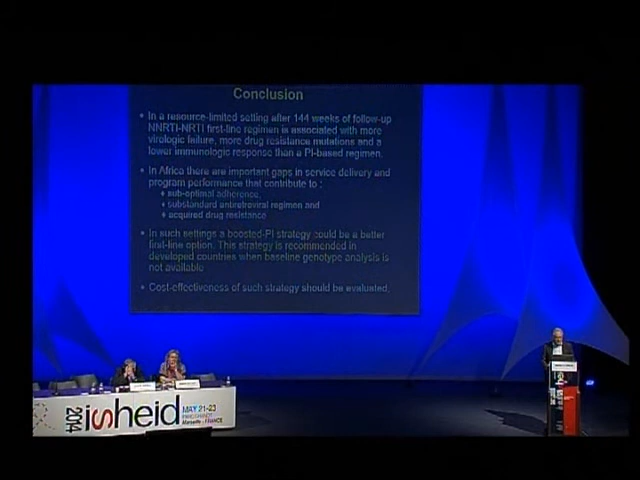 Conclusion
• In a resource-limited setting after 144 weeks of follow-up
NNRTI-NRTI first-line regimen is associated with more
virologic failure, more drug resistance mutations and a
lower immunologic response than a PI-based regimen.
• In Africa there are important gaps in service delivery and
program performance that contribute to :
♦ sub-optimal adherence,
♦ substandard antiretroviral regimen and
♦ acquired drug resistance
• In such settings a boosted-PI strategy could be a better
first-line option. This strategy is recommended in
developed countries when baseline genotype analysis is
not available
• Cost-effectiveness of such strategy should be evaluated,
2014
isheid
MAY 21-23
Marseille - FRANCE